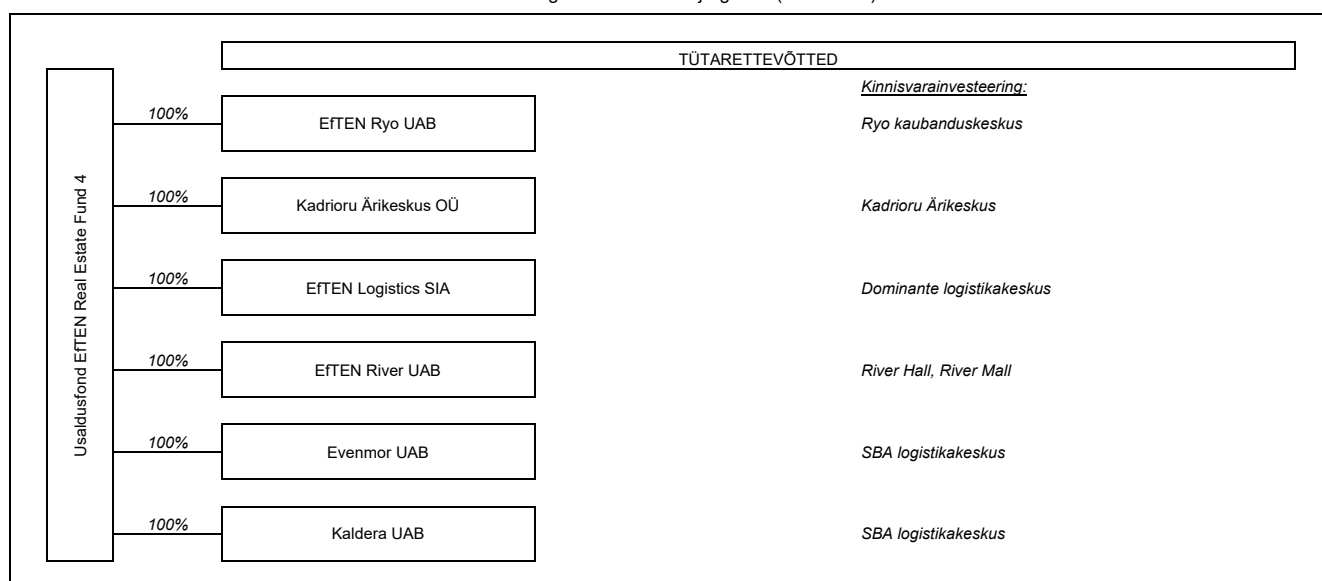 TÜTARETTEVÕTTED
Kinnisvarainvesteering:
Usaldusfond EfTEN Real Estate Fund 4
100%
EfTEN Ryo UAB
Ryo kaubanduskeskus
100%
Kadrioru Ärikeskus OÜ
Kadrioru Ärikeskus
100%
EfTEN Logistics SIA
Dominante logistikakeskus
100%
EfTEN River UAB
River Hall, River Mall
100%
Evenmor UAB
SBA logistikakeskus
100%
Kaldera UAB
SBA logistikakeskus